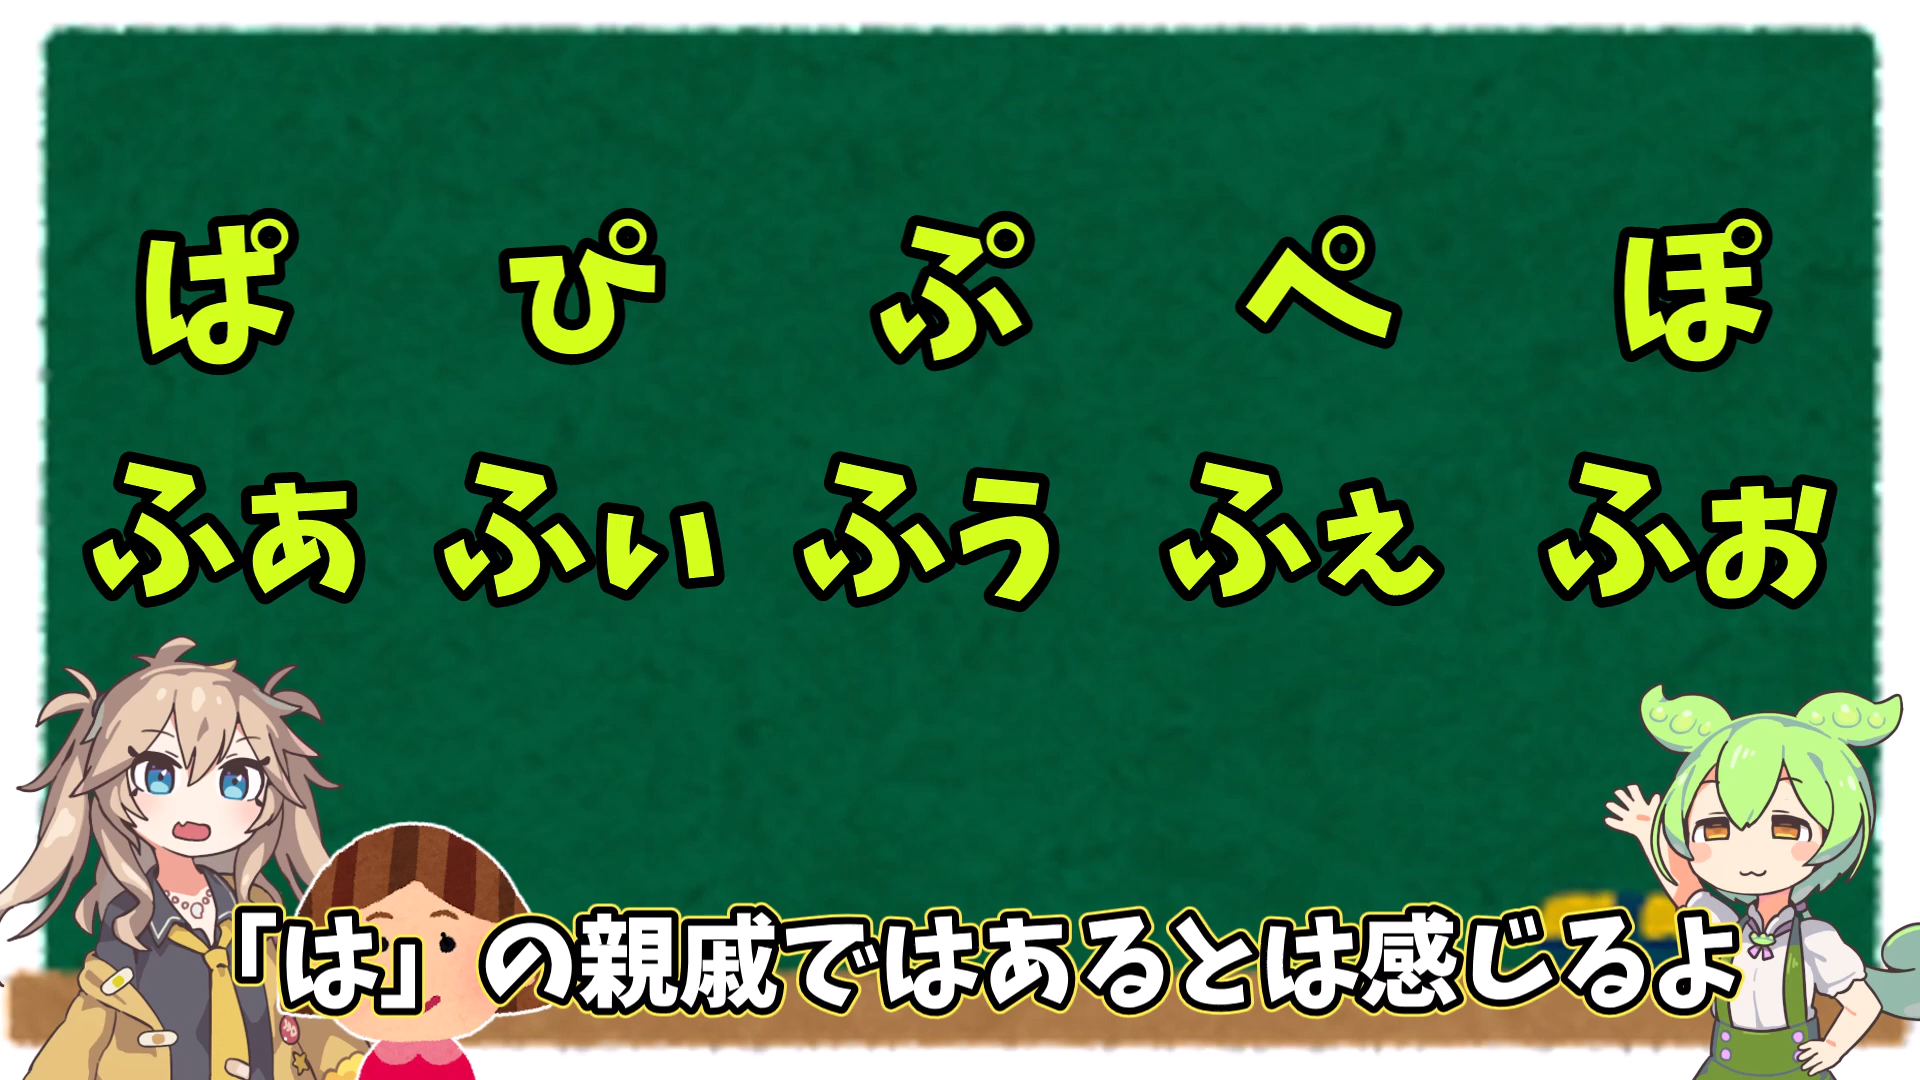 ぱ ぴ ぷ ぺ ぽ
ふぁ ふぃ ふぅ ふぇ ふぉ
「は」の親戚ではあるとは感じるよ